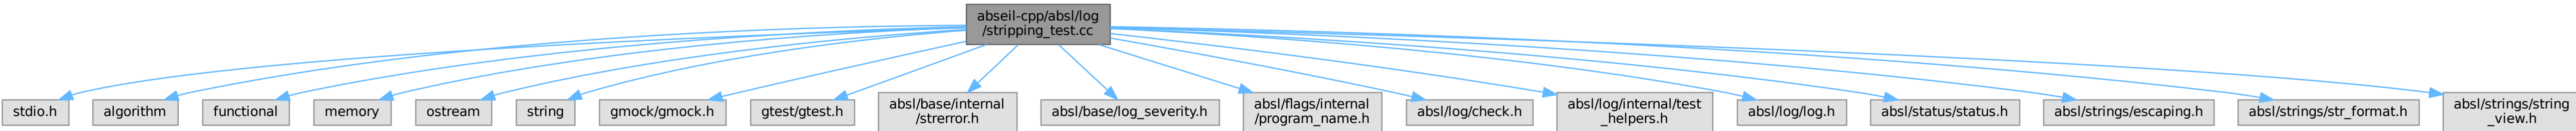 abseil-cpp/absl/log
/stripping_test.cc
stdio.h
algorithm
functional
memory
ostream
string
gmock/gmock.h
gtest/gtest.h
absl/base/internal
/strerror.h
absl/base/log_severity.h
absl/flags/internal
/program_name.h
absl/log/check.h
absl/log/internal/test
_helpers.h
absl/log/log.h
absl/status/status.h
absl/strings/escaping.h
absl/strings/str_format.h
absl/strings/string
_view.h